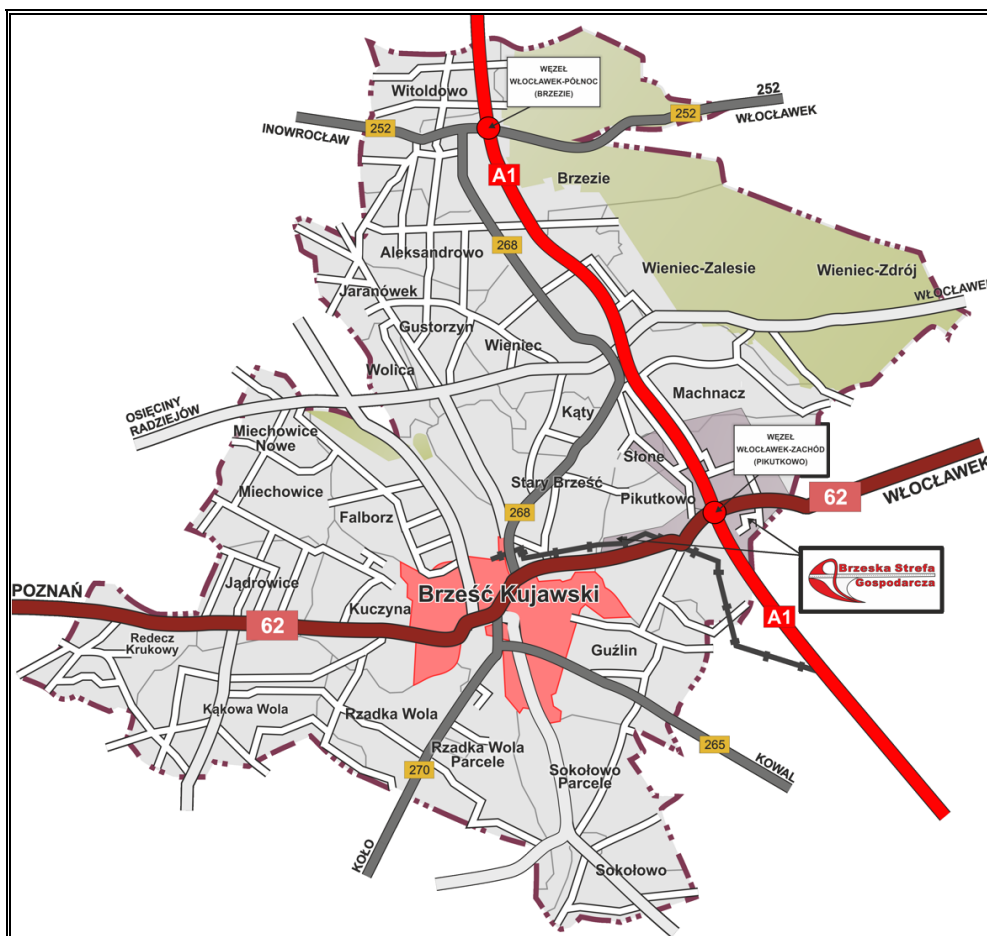 WĘZEŁ
WŁOCŁAWEK-PÓŁNOC
(BRZEZIE)
Witoldowo
252
WŁOCŁAWEK
252
INOWROCŁAW
252
A1
Brzezie
268
Aleksandrowo
Wieniec-Zalesie
Wieniec-Zdrój
Jaranówek
WŁOCŁAWEK
Gustorzyn
Wieniec
Wolica
Machnacz
OSIĘCINY
RADZIEJÓW
Kąty
Miechowice
Nowe
WĘZEŁ
WŁOCŁAWEK-ZACHÓD
(PIKUTKOWO)
Słone
Stary Brześć
Miechowice
Pikutkowo
62
WŁOCŁAWEK
Falborz
268
Brzeska Strefa
Gospodarcza
Jądrowice
POZNAŃ
Brześć Kujawski
Kuczyna
62
A1
Redecz
Krukowy
Guźlin
Kąkowa Wola
Rzadka Wola
265
Rzadka Wola
Parcele
KOWAL
270
Sokołowo
Parcele
KOŁO
Sokołowo